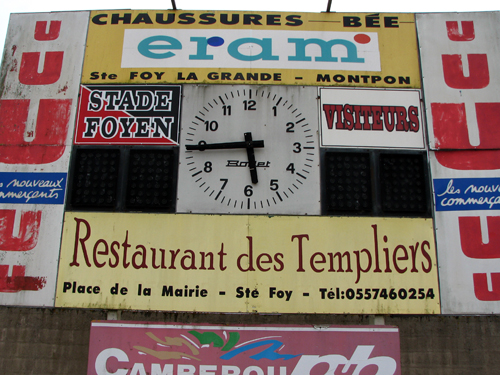 CHAUSSURES - BÉE
eram
Ste FOY LA GRANDE - MONTPON
STADE
FOYEN
VISITEURS
12
1
2
3
4
5
6
7
8
9
10
11
Bodet
les nouveaux
commerçants
les nouveaux
commerçants
Restaurant des Templiers
Place de la Mairie - Ste Foy - Tél:0557460254